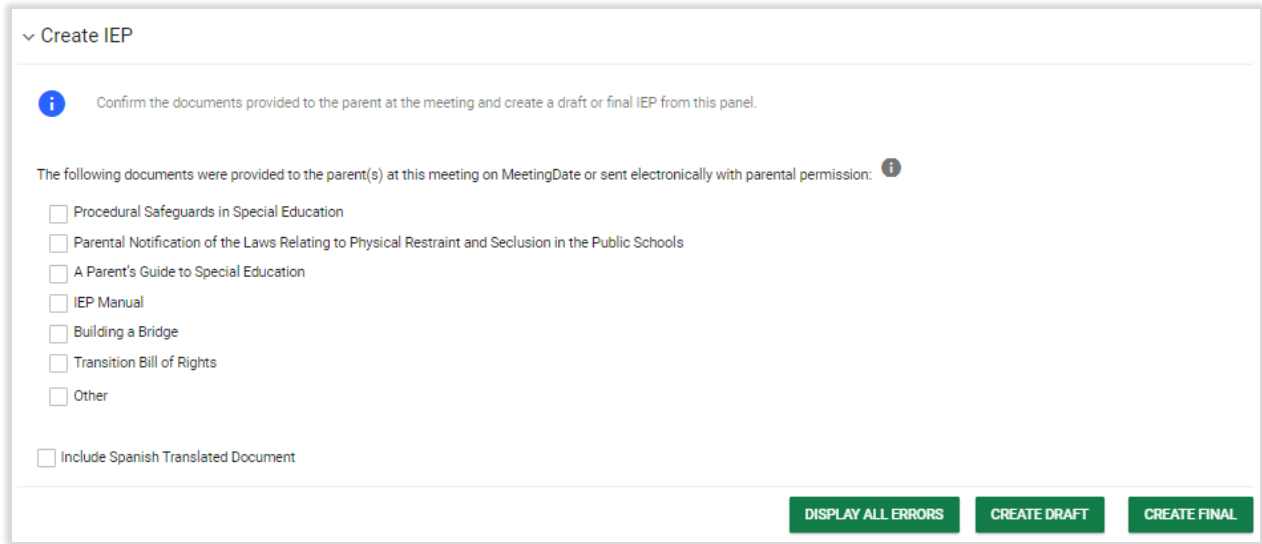 Create IEP
Confirm the documents provided to the parent at the meeting and create a draft or final IEP from this panel.
The following documents were provided to the parent(s) at this meeting on MeetingDate or sent electronically with parental permission:
Procedural Safeguards in Special Education
Parental Notification of the Laws Relating to Physical Restraint and Seclusion in the Public Schools
A Parent's Guide to Special Education
IEP Manual
Building a Bridge
Transition Bill of Rights
Other
Include Spanish Translated Document
DISPLAY ALL ERRORS CREATE DRAFT CREATE FINAL